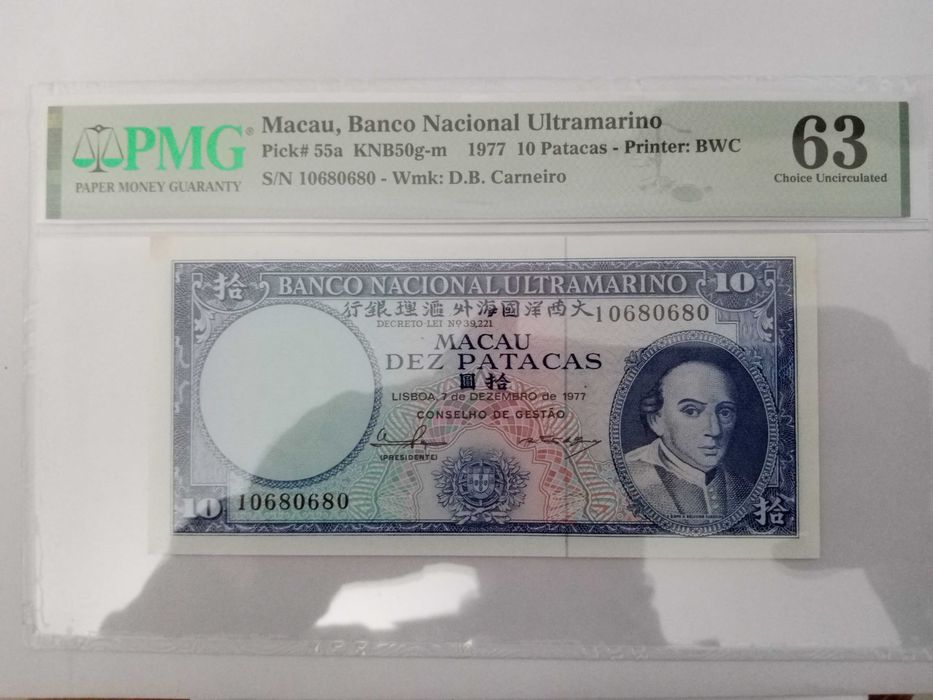 PMG®
PAPER MONEY GUARANTY
Macau, Banco Nacional Ultramarino
Pick# 55a KNB50g-m 1977 10 Patacas - Printer: BWC
S/N 10680680 - Wmk: D.B. Carneiro
63
Choice Uncirculated
拾 BANCO NACIONAL ULTRAMARINO 10
行銀理滙外海國洋西大
10680680
DECRETO-LEI Nº 39,221
MACAU
DEZ PATACAS
圓拾
LISBOA, 7 de DEZEMBRO de 1977
CONSELHO DE GESTÃO
(PRESIDENTE)
10 10680680
拾